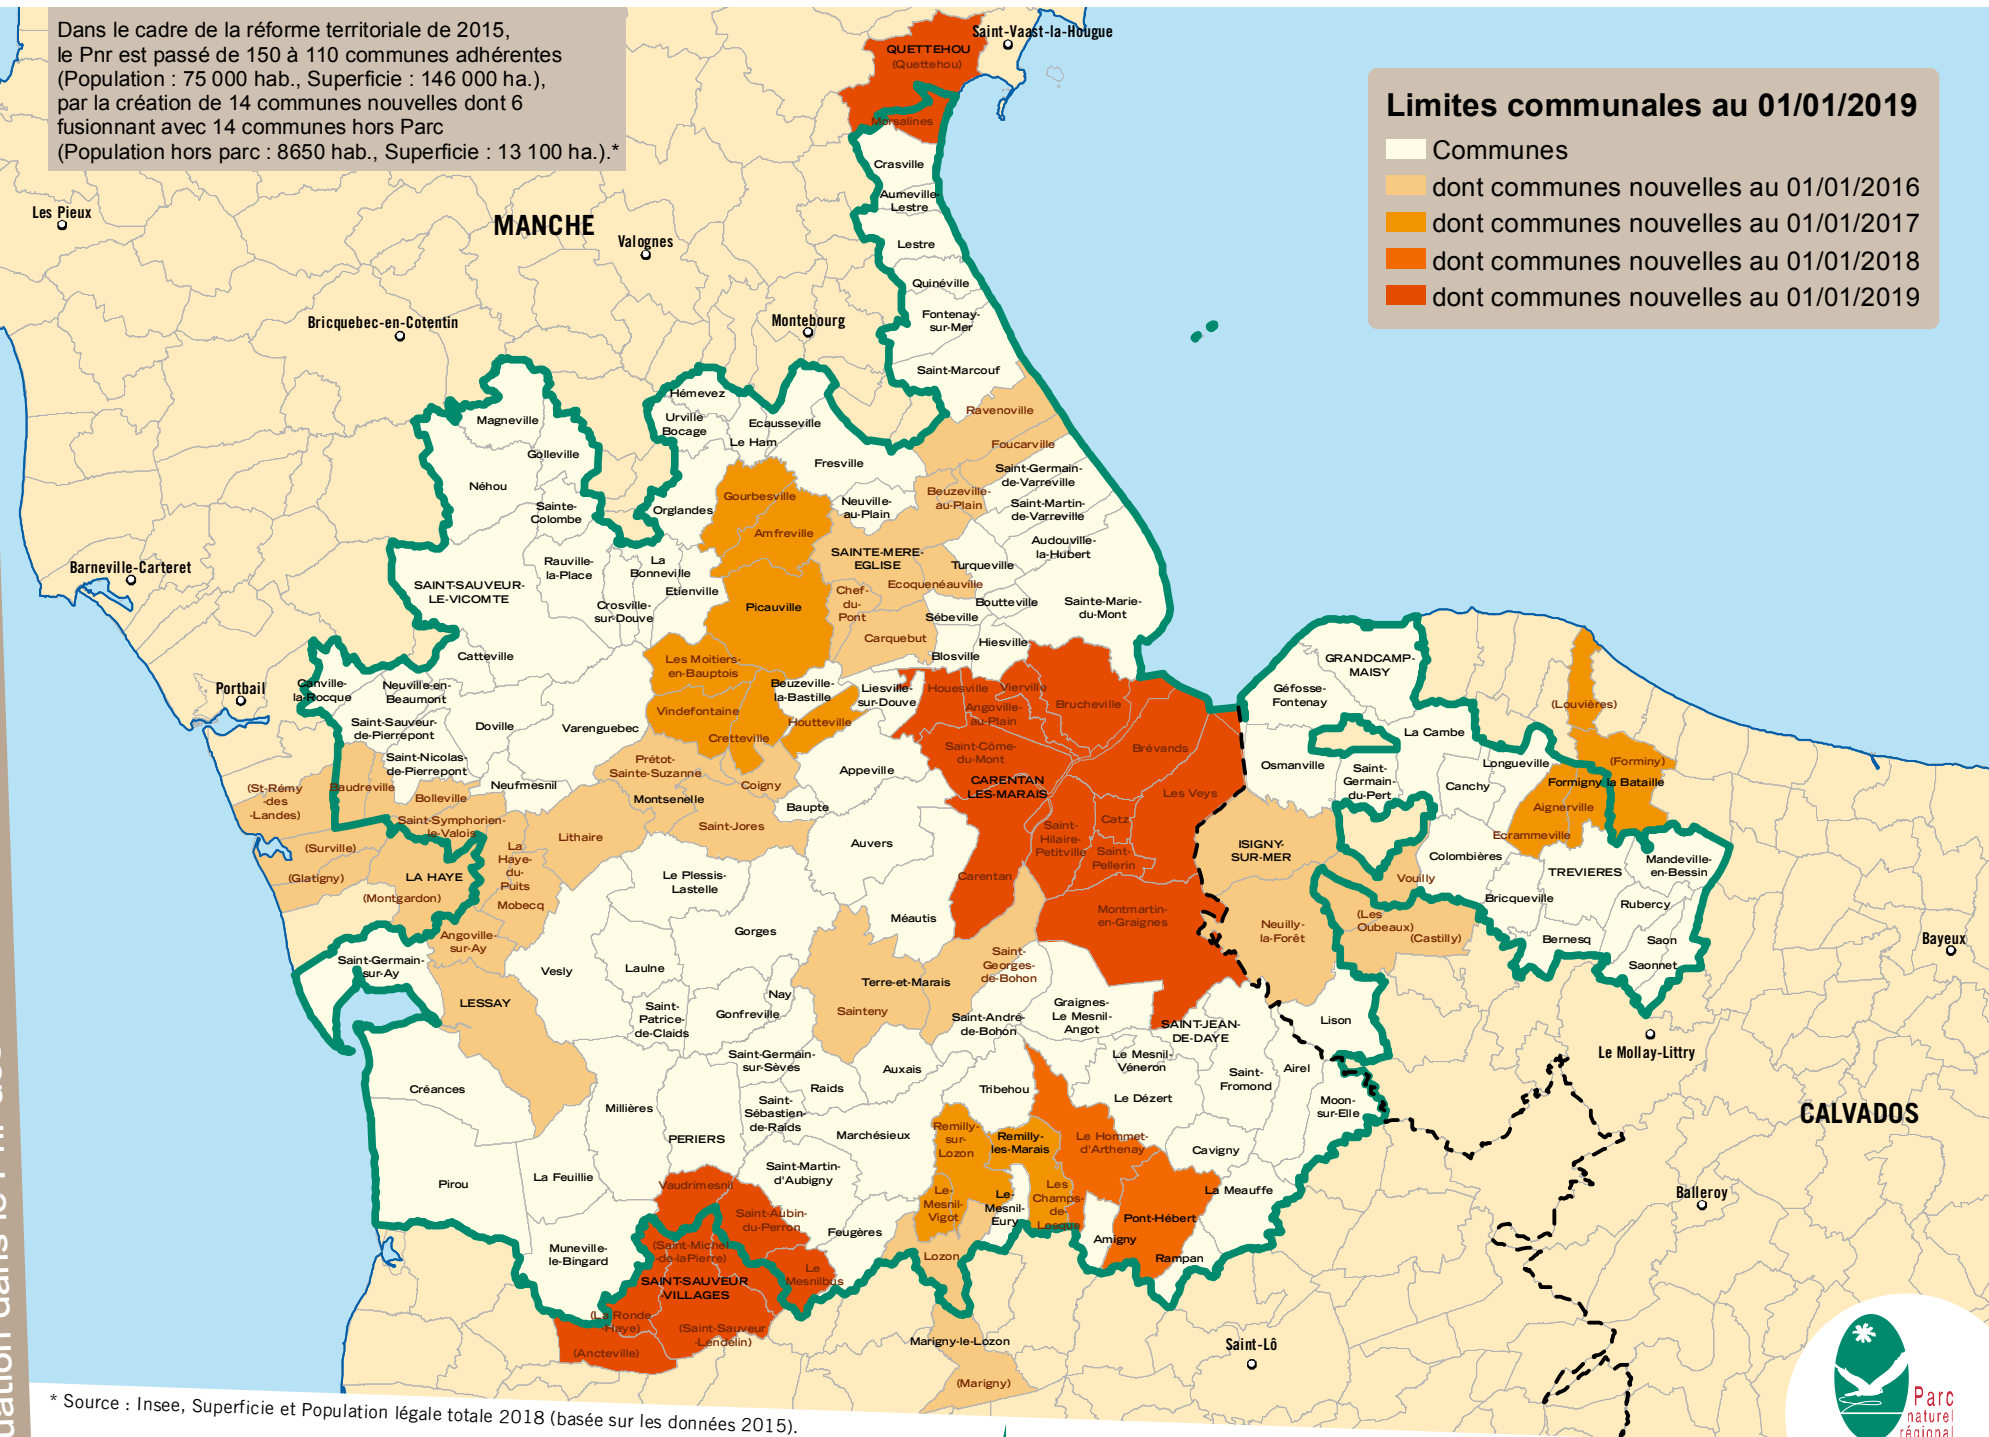 Dans le cadre de la réforme territoriale de 2015,
le Pnr est passé de 150 à 110 communes adhérentes
(Population : 75 000 hab., Superficie : 146 000 ha.),
par la création de 14 communes nouvelles dont 6
fusionnant avec 14 communes hors Parc
(Population hors parc : 8650 hab., Superficie : 13 100 ha.).*
Limites communales au 01/01/2019
Communes
dont communes nouvelles au 01/01/2016
dont communes nouvelles au 01/01/2017
dont communes nouvelles au 01/01/2018
dont communes nouvelles au 01/01/2019
Saint-Vaast-la-Hougue
QUETTEHOU
(Quettehou)
Morsalines
Crasville
Aumeville-
Lestre
Lestre
Quinéville
Fontenay-
sur-Mer
Saint-Marcouf
Les Pieux
MANCHE
Valognes
Bricquebec-en-Cotentin
Montebourg
Hémevez
Urville
Bocage
Ecausseville
Le Ham
Magneville
Golleville
Néhou
Sainte-
Colombe
Fresville
Ravenoville
Foucarville
Saint-Germain-
de-Varreville
Beuzeville-
au-Plain
Saint-Martin-
de-Varreville
Gourbesville
Neuville-
au-Plain
Orglandes
Amfreville
Audouville-
la-Hubert
SAINTE-MERE-
EGLISE
Turqueville
Ecoquenéauville
Barneville-Carteret
SAINT-SAUVEUR-
LE-VICOMTE
Rauville-
la-Place
La
Bonneville
Etienville
Crosville-
sur-Douve
Picauville
Chef-
du-
Pont
Boutteville
Sainte-Marie-
du-Mont
Sébeville
Carquebut
Hiesville
Blosville
Catteville
Les Moitiers-
en-Bauptois
Portbail
Canville-
la-Rocque
Neuville-en-
Beaumont
Beuzeville-
la-Bastille
Liesville-
sur-Douve
Houesville
Vierville
Angoville-
au-Plain
Brucheville
Saint-Sauveur-
de-Pierrepont
Doville
Varenguebec
Vindefontaine
Cretteville
Houtteville
Saint-Côme-
du-Mont
Brévands
Saint-Nicolas-
de-Pierrepont
Prétot-
Sainte-Suzanne
Appeville
CARENTAN
LES-MARAIS
Les Veys
(St-Rémy
-des
-Landes)
Baudreville
Bolleville
Neufmesnil
Montsenelle
Coigny
Baupte
Saint-Symphorien-
le-Valois
Lithaire
Saint-Jores
Auvers
Saint-
Hilaire-
Petitville
Catz
Saint-
Pellerin
(Surville)
(Glatigny)
LA HAYE
(Montgardon)
La
Haye-
du-
Puits
Mobecq
Le Plessis-
Lastelle
Carentan
Méautis
Montmartin-
en-Graignes
Géfosse-
Fontenay
GRANDCAMP-
MAISY
La Cambe
Osmanville
Saint-
Germain-
du-Pert
Longueville
Canchy
(Louvières)
(Forminy)
Formigny la Bataille
Aignerville
Ecrammeville
ISIGNY-
SUR-MER
Colombières
TREVIERES
Mandeville-
en-Bessin
Vouilly
Bricqueville
Rubercy
Neuilly-
la-Forêt
(Les
Oubeaux)
(Castilly)
Bernesq
Saon
Saonnet
Bayeux
Angoville-
sur-Ay
Saint-Germain-
sur-Ay
LESSAY
Vesly
Laulne
Gorges
Saint-
Patrice-
de-Claids
Nay
Gonfreville
Terre-et-Marais
Sainteny
Saint-
Georges-
de-Bohon
Saint-André-
de-Bohon
Graignes-
Le Mesnil-
Angot
SAINT-JEAN-
DE-DAYE
Lison
Le Mollay-Littry
Saint-Germain-
sur-Sèves
Raids
Auxais
Tribehou
Le Mesnil-
Véneron
Saint-
Fromond
Airel
Créances
Millières
Saint-
Sébastien-
de-Raids
Le Dézert
Moon-
sur-Elle
CALVADOS
PERIERS
Marchésieux
Remilly-
sur-
Lozon
Remilly-
les-Marais
Le Hommet-
d'Arthenay
Cavigny
Pirou
La Feuillie
Vaudrimesnil
Saint-Martin-
d'Aubigny
Le-
Mesnil-
Vigot
Le-
Mesnil-
Eury
Les
Champs-
de-
Losque
La Meauffe
Balleroy
Saint-Aubin-
du-Perron
Feugères
Pont-Hébert
Amigny
Rampan
Muneville-
le-Bingard
(Saint-Michel
-de-laPierre)
Lozon
Le
Mesnilbus
SAINT-SAUVEUR
-VILLAGES
(La Ronde
-Haye)
(Saint-Sauveur
-Lendelin)
(Ancteville)
Marigny-le-Lozon
(Marigny)
Saint-Lô
* Source : Insee, Superficie et Population légale totale 2018 (basée sur les données 2015).
Parc
naturel
régional